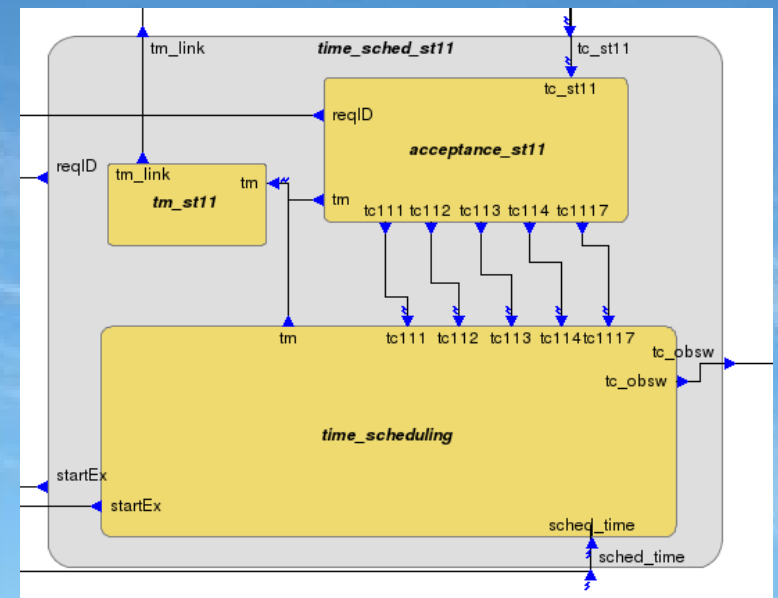 tm_link
time_sched_st11
tc_st11
tc_st11
reqID
acceptance_st11
reqID
tm_link
tm
tm_st11
tm
tc111 tc112 tc113 tc114 tc1117
tm
tc111 tc112 tc113 tc114 tc1117
tc_obsw
tc_obsw
time_scheduling
startEx
startEx
sched_time
sched_time